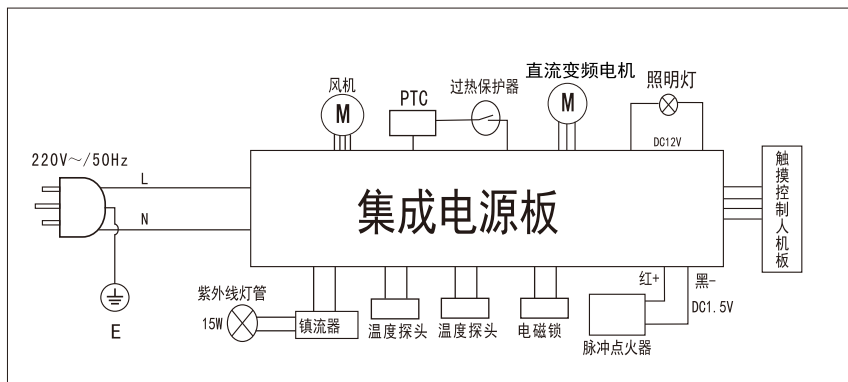 风机
M
PTC
过热保护器
直流变频电机
M
照明灯
DC12V
220V～/50Hz
L
N
E
集成电源板
触摸控制人机板
紫外线灯管
15W
镇流器
温度探头
温度探头
电磁锁
红+
黑-
DC1.5V
脉冲点火器